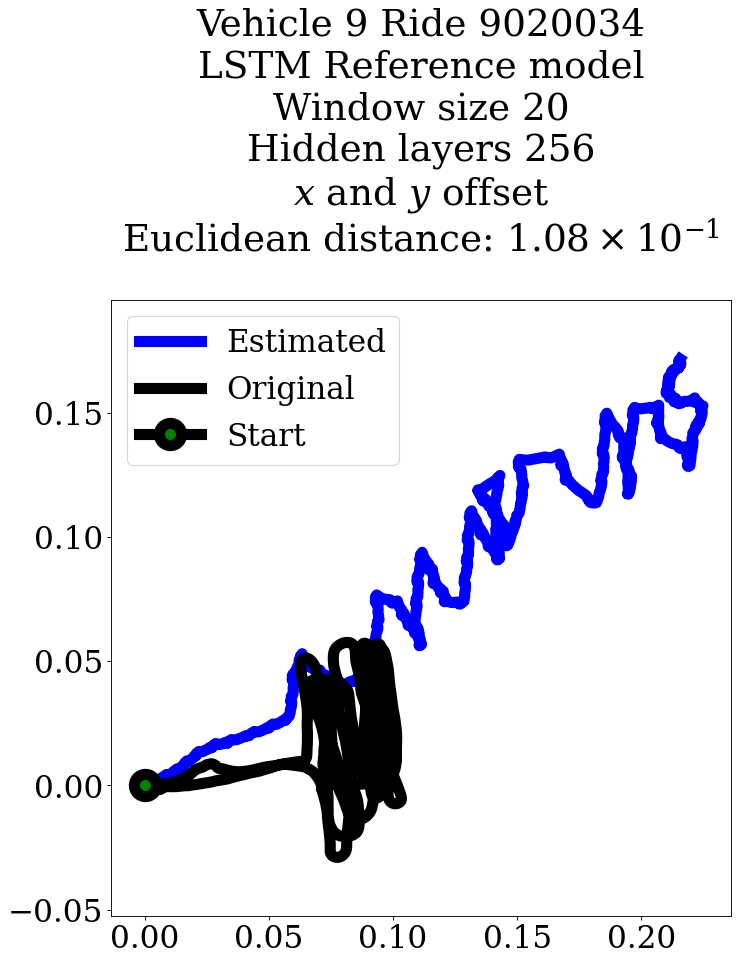 Vehicle 9 Ride 9020034
LSTM Reference model
Window size 20
Hidden layers 256
x and y offset
Euclidean distance: 1.08 × 10⁻¹
Estimated
Original
Start
0.15
0.10
0.05
0.00
−0.05
0.00 0.05 0.10 0.15 0.20